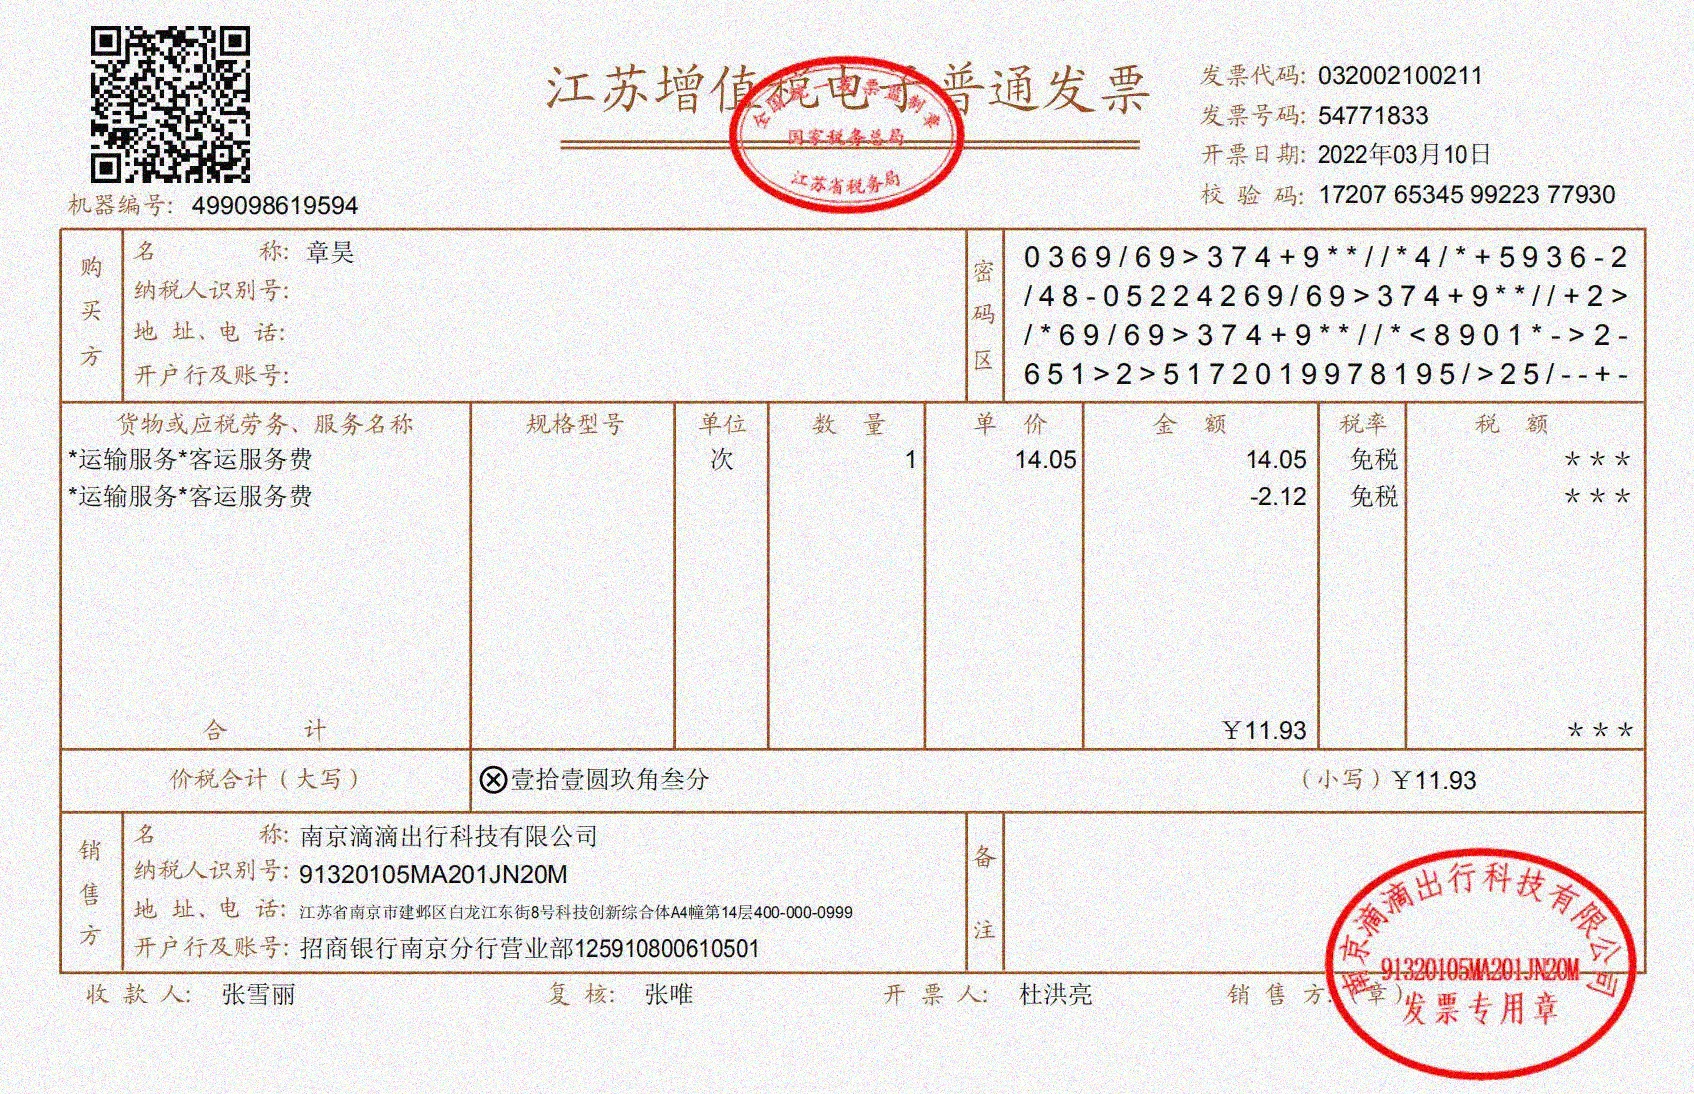 江苏增值税电子普通发票
全国统一发票监制章
国家税务总局
江苏省税务局
发票代码: 032002100211
发票号码: 54771833
开票日期: 2022年03月10日
校 验 码: 17207 65345 99223 77930
机器编号: 499098619594
购买方
名 称: 章昊
纳税人识别号:
地 址、电 话:
开户行及账号:
密码区
0369/69>374+9**//*4/*+5936-2
/48-05224269/69>374+9**//+2>
/*69/69>374+9**//*<8901*->2-
651>2>5172019978195/>25/--+-
货物或应税劳务、服务名称 规格型号 单位 数 量 单 价 金 额 税率 税 额
*运输服务*客运服务费 次 1 14.05 14.05 免税 ***
*运输服务*客运服务费 -2.12 免税 ***
合 计 ￥11.93 ***
价税合计（大写） ⊗壹拾壹圆玖角叁分 （小写）￥11.93
销售方
名 称: 南京滴滴出行科技有限公司
纳税人识别号: 91320105MA201JN20M
地 址、电 话: 江苏省南京市建邺区白龙江东街8号科技创新综合体A4幢第14层400-000-0999
开户行及账号: 招商银行南京分行营业部125910800610501
备注
收 款 人: 张雪丽 复 核: 张唯 开 票 人: 杜洪亮 销 售 方:（章）
南京滴滴出行科技有限公司
91320105MA201JN20M
发票专用章